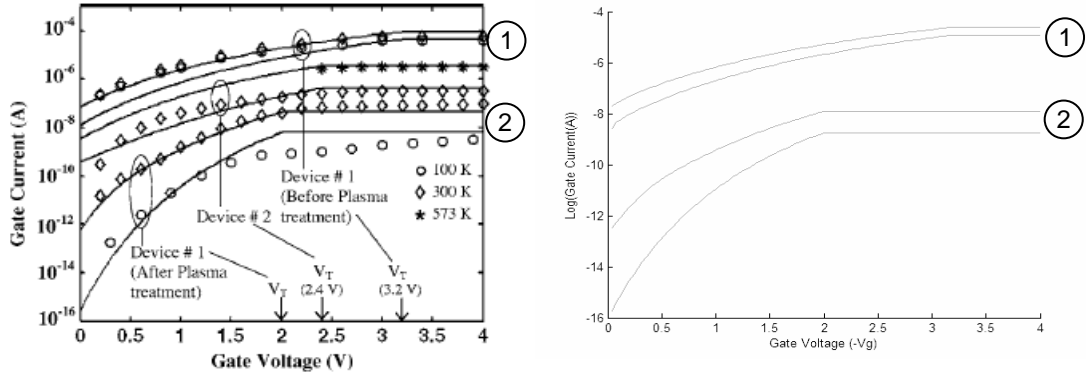 10⁻⁴
10⁻⁶
10⁻⁸
10⁻¹⁰
10⁻¹²
10⁻¹⁴
10⁻¹⁶
Gate Current (A)
1
2
100 K
300 K
573 K
Device # 1
(Before Plasma
treatment)
Device # 2
Device # 1
(After Plasma
treatment)
V_T
V_T
(2.4 V)
V_T
(3.2 V)
0 0.5 1 1.5 2 2.5 3 3.5 4
Gate Voltage (V)
-4
-6
-8
-10
-12
-14
-16
Log(Gate Current(A))
1
2
0 0.5 1 1.5 2 2.5 3 3.5 4
Gate Voltage (-Vg)